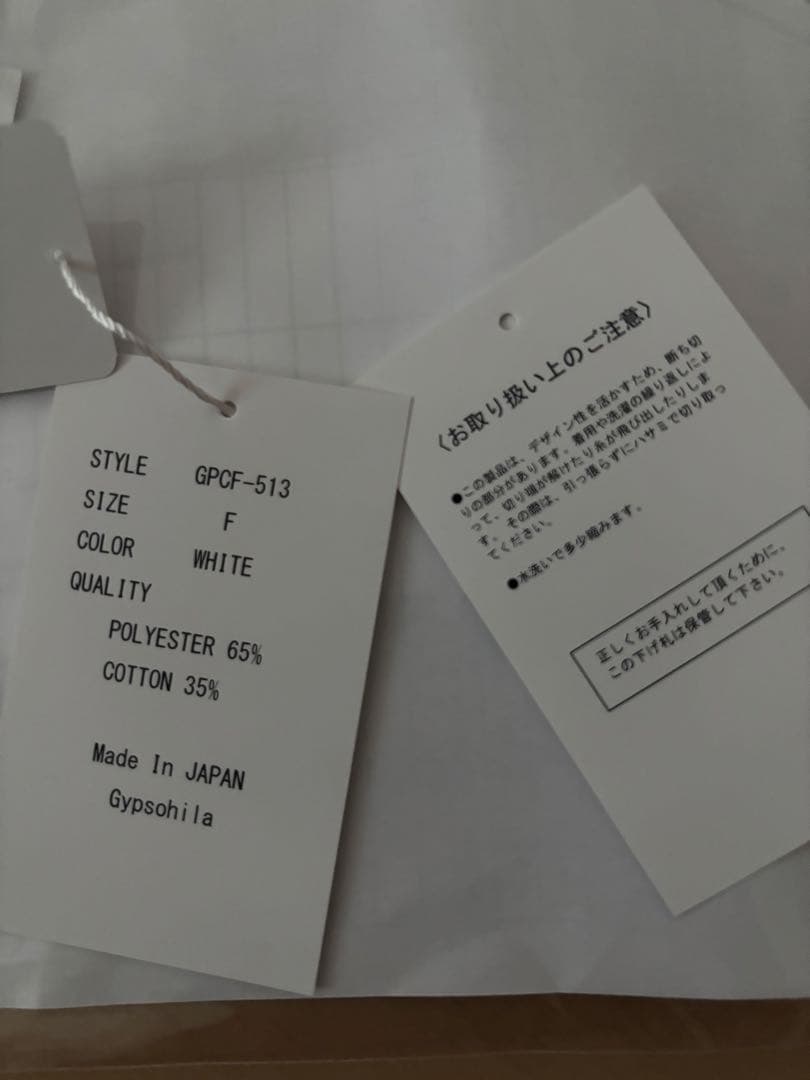 STYLE GPCF-513
SIZE F
COLOR WHITE
QUALITY
POLYESTER 65%
COTTON 35%
Made In JAPAN
Gypsohila
〈お取り扱い上のご注意〉
●この製品は、デザイン性を活かすため、断ち切
りの部分があります。着用や洗濯の繰り返しによ
って、切り端が解けたり糸が飛び出したりしま
す。その際は、引っ張らずにハサミで切り取っ
てください。
●水洗いで多少縮みます。
正しくお手入れして頂くために、
この下げ札は保管して下さい。